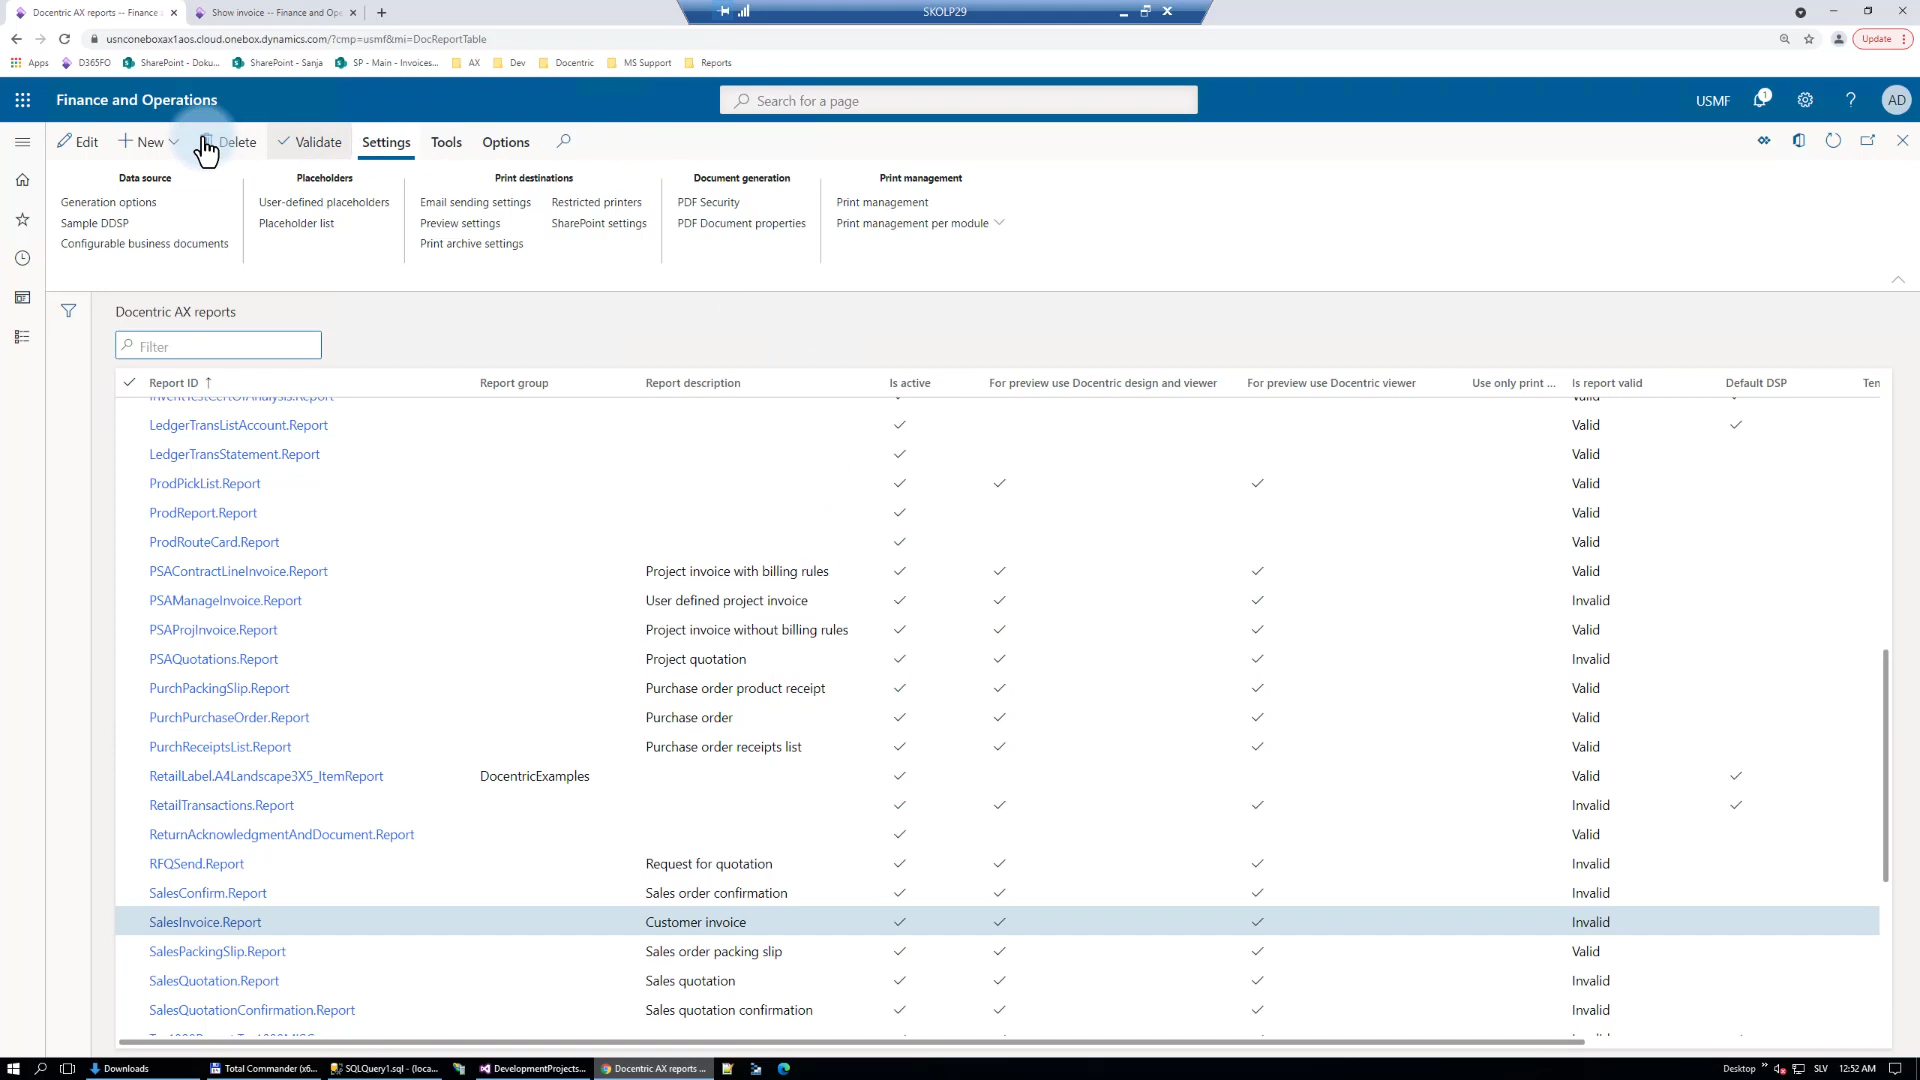 Docentric AX reports -- Finance
Show invoice -- Finance and Ope
SKOLP29
usnconeboxax1aos.cloud.onebox.dynamics.com/?cmp=usmf&mi=DocReportTable
Update
Apps
D365FO
SharePoint - Doku...
SharePoint - Sanja
SP - Main - Invoices...
AX
Dev
Docentric
MS Support
Reports
Finance and Operations
Search for a page
USMF
1
?
AD
Edit
New
Delete
Validate
Settings
Tools
Options
Data source
Generation options
Sample DDSP
Configurable business documents
Placeholders
User-defined placeholders
Placeholder list
Print destinations
Email sending settings
Restricted printers
Preview settings
SharePoint settings
Print archive settings
Document generation
PDF Security
PDF Document properties
Print management
Print management
Print management per module
Docentric AX reports
Filter
Report ID Report group Report description Is active For preview use Docentric design and viewer For preview use Docentric viewer Use only print ... Is report valid Default DSP Ten
InventTestCertOfAnalysis.Report Valid
LedgerTransListAccount.Report Valid
LedgerTransStatement.Report Valid
ProdPickList.Report Valid
ProdReport.Report Valid
ProdRouteCard.Report Valid
PSAContractLineInvoice.Report Project invoice with billing rules Valid
PSAManageInvoice.Report User defined project invoice Invalid
PSAProjInvoice.Report Project invoice without billing rules Valid
PSAQuotations.Report Project quotation Invalid
PurchPackingSlip.Report Purchase order product receipt Valid
PurchPurchaseOrder.Report Purchase order Valid
PurchReceiptsList.Report Purchase order receipts list Valid
RetailLabel.A4Landscape3X5_ItemReport DocentricExamples Valid
RetailTransactions.Report Invalid
ReturnAcknowledgmentAndDocument.Report Valid
RFQSend.Report Request for quotation Invalid
SalesConfirm.Report Sales order confirmation Invalid
SalesInvoice.Report Customer invoice Invalid
SalesPackingSlip.Report Sales order packing slip Valid
SalesQuotation.Report Sales quotation Invalid
SalesQuotationConfirmation.Report Sales quotation confirmation Invalid
Downloads
Total Commander (x6...
SQLQuery1.sql - (loca...
DevelopmentProjects...
Docentric AX reports ...
Desktop
SLV
12:52 AM